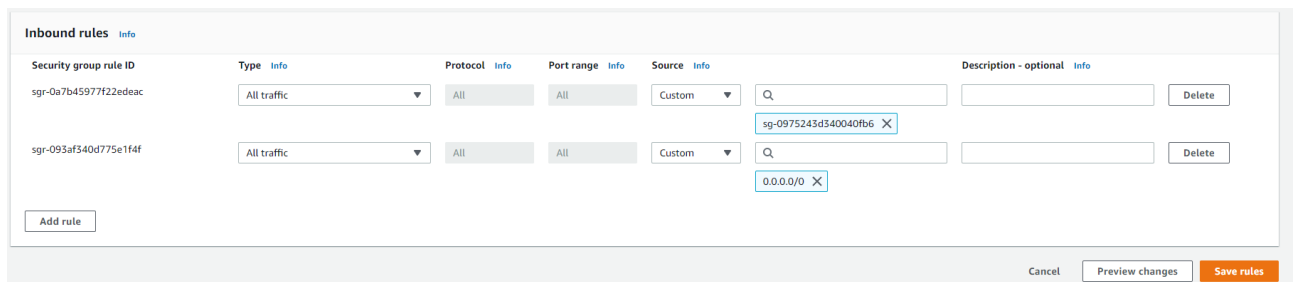 Inbound rules Info
Security group rule ID Type Info Protocol Info Port range Info Source Info Description - optional Info
sgr-0a7b45977f22edeac All traffic All All Custom Delete
sg-0975243d340040fb6
sgr-093af340d775e1f4f All traffic All All Custom Delete
0.0.0.0/0
Add rule
Cancel Preview changes Save rules